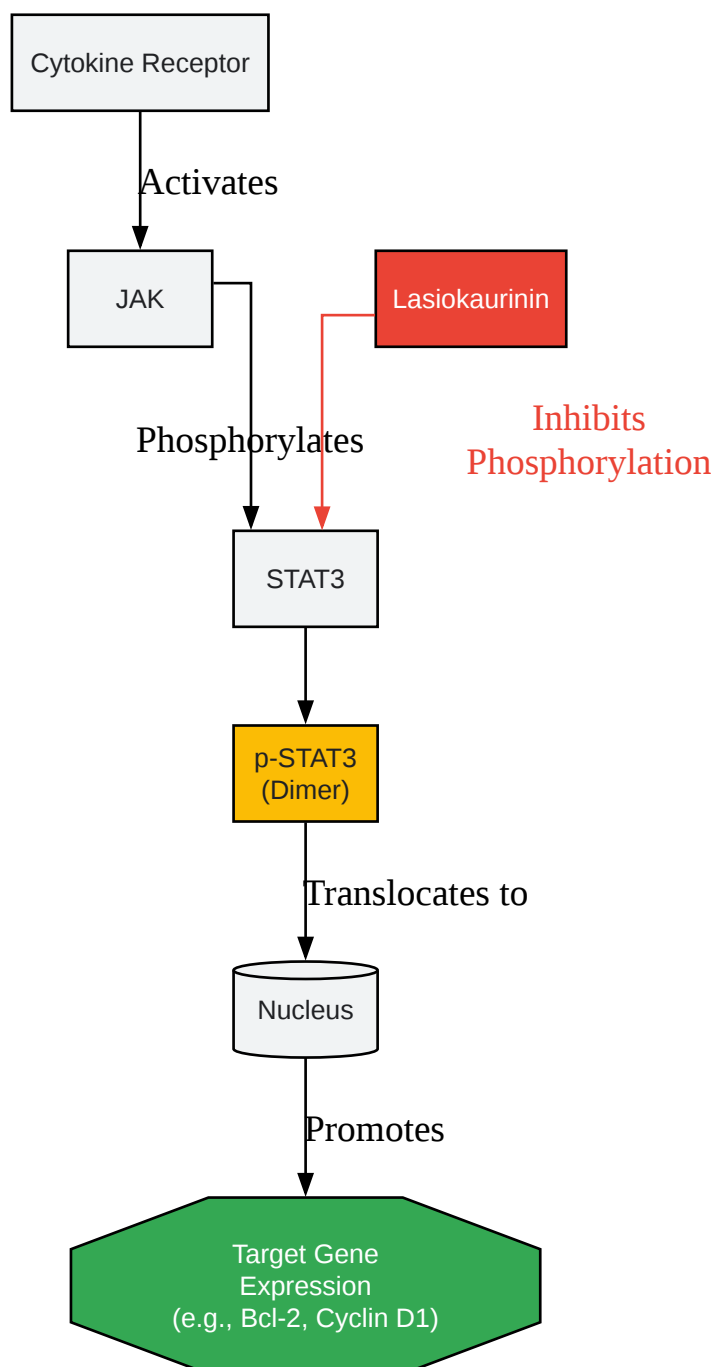 Cytokine Receptor
Activates
JAK
Lasiokaurinin
Inhibits
Phosphorylation
Phosphorylates
STAT3
p-STAT3
(Dimer)
Translocates to
Nucleus
Promotes
Target Gene
Expression
(e.g., Bcl-2, Cyclin D1)